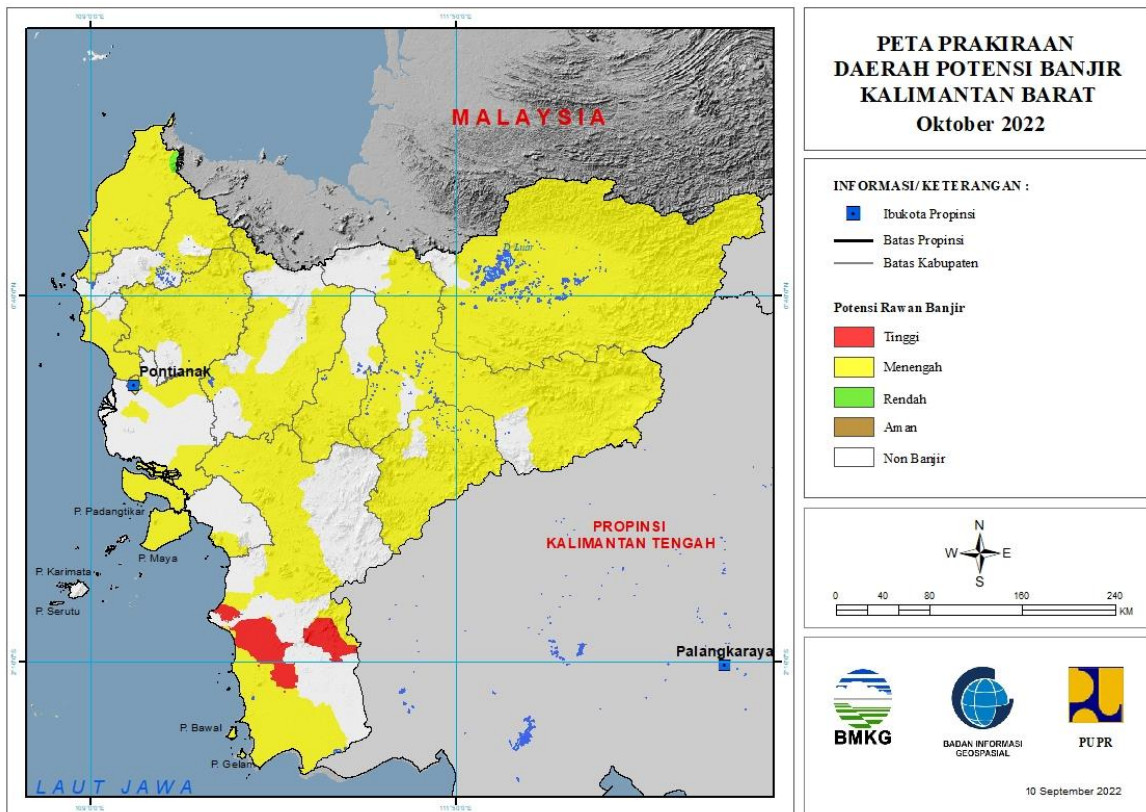 PETA PRAKIRAAN
DAERAH POTENSI BANJIR
KALIMANTAN BARAT
Oktober 2022
INFORMASI/ KETERANGAN :
Ibukota Propinsi
Batas Propinsi
Batas Kabupaten
Potensi Rawan Banjir
Tinggi
Menengah
Rendah
Aman
Non Banjir
N
W E
S
0 40 80 160 240
KM
BMKG
BADAN INFORMASI
GEOSPASIAL
PUPR
10 September 2022
MALAYSIA
D. Luar
Pontianak
P. Padangtikar
P. Maya
P. Karimata
P. Serutu
PROPINSI
KALIMANTAN TENGAH
Palangkaraya
P. Bawal
P. Gelam
LAUT JAWA